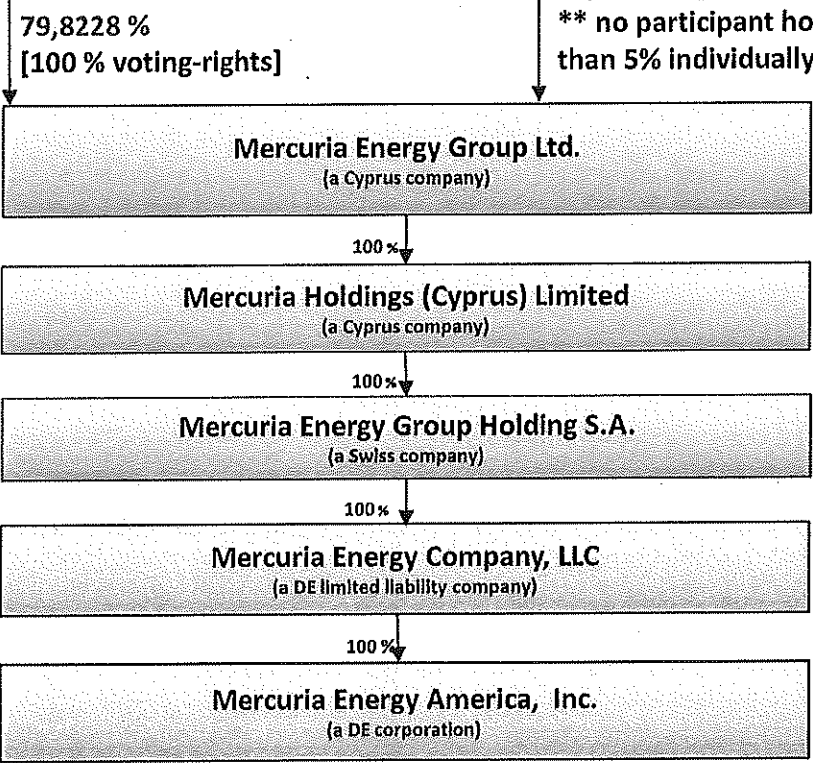 79,8228 %
[100 % voting-rights]
** no participant ho
than 5% individually
Mercuria Energy Group Ltd.
(a Cyprus company)
100 %
Mercuria Holdings (Cyprus) Limited
(a Cyprus company)
100 %
Mercuria Energy Group Holding S.A.
(a Swiss company)
100 %
Mercuria Energy Company, LLC
(a DE limited liability company)
100 %
Mercuria Energy America, Inc.
(a DE corporation)